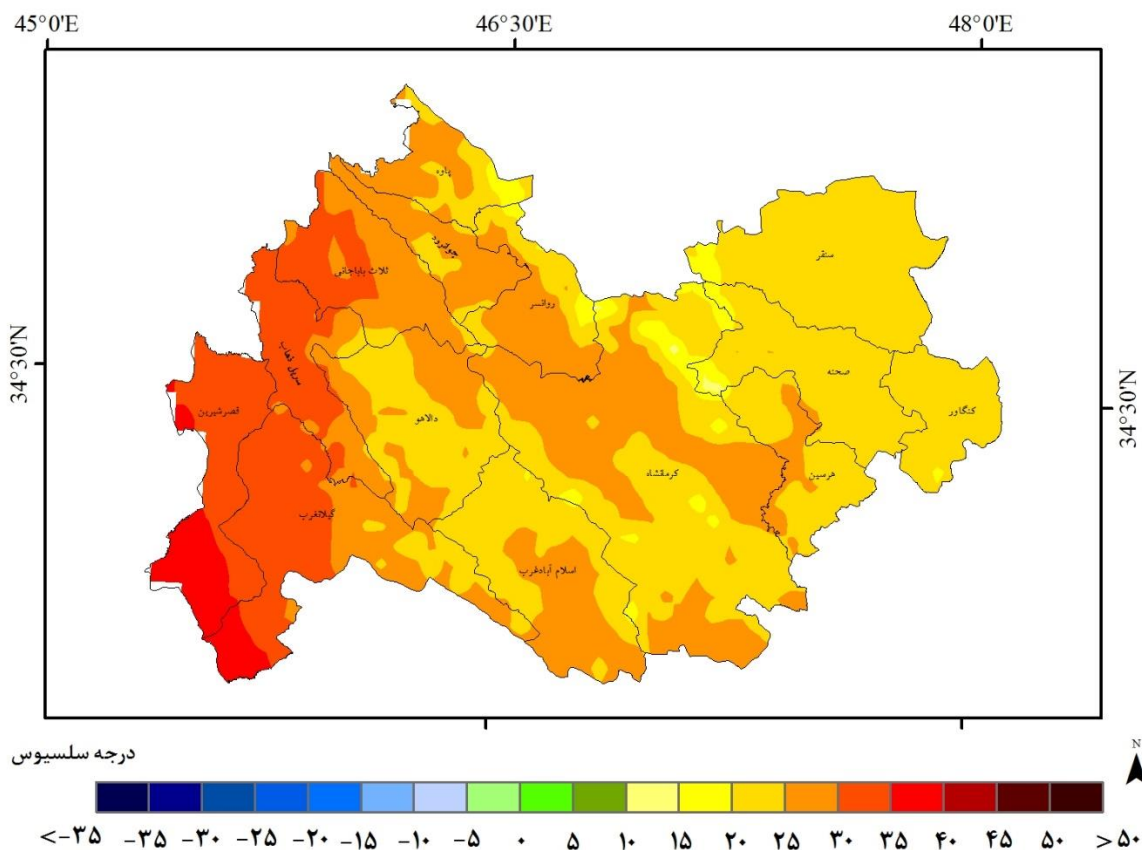 45°0'E 46°30'E 48°0'E
34°30'N
34°30'N
پاوه
جوانرود
ثلاث باباجانی
روانسر
سنقر
صحنه
کنگاور
سرپل ذهاب
قصرشیرین
دالاهو
کرمانشاه
هرسین
گیلانغرب
اسلام آبادغرب
درجه سلسیوس
N
<-۳۵ -۳۵ -۳۰ -۲۵ -۲۰ -۱۵ -۱۰ -۵ ۰ ۵ ۱۰ ۱۵ ۲۰ ۲۵ ۳۰ ۳۵ ۴۰ ۴۵ ۵۰ >۵۰